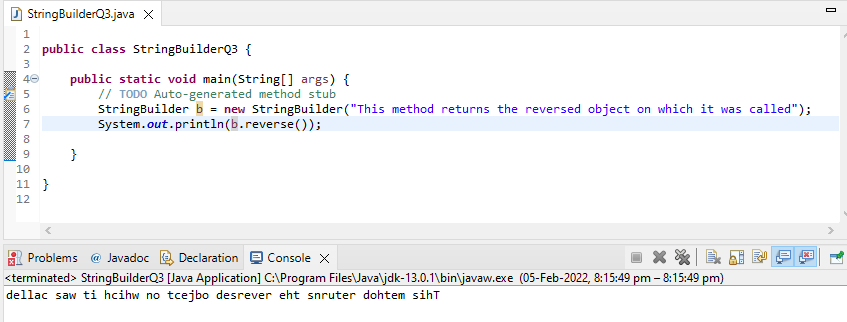 StringBuilderQ3.java
1
2 public class StringBuilderQ3 {
3
4 public static void main(String[] args) {
5 // TODO Auto-generated method stub
6 StringBuilder b = new StringBuilder("This method returns the reversed object on which it was called");
7 System.out.println(b.reverse());
8
9 }
10
11 }
12
Problems @ Javadoc Declaration Console
<terminated> StringBuilderQ3 [Java Application] C:\Program Files\Java\jdk-13.0.1\bin\javaw.exe (05-Feb-2022, 8:15:49 pm – 8:15:49 pm)
dellac saw ti hcihw no tcejbo desrever eht snruter dohtem sihT